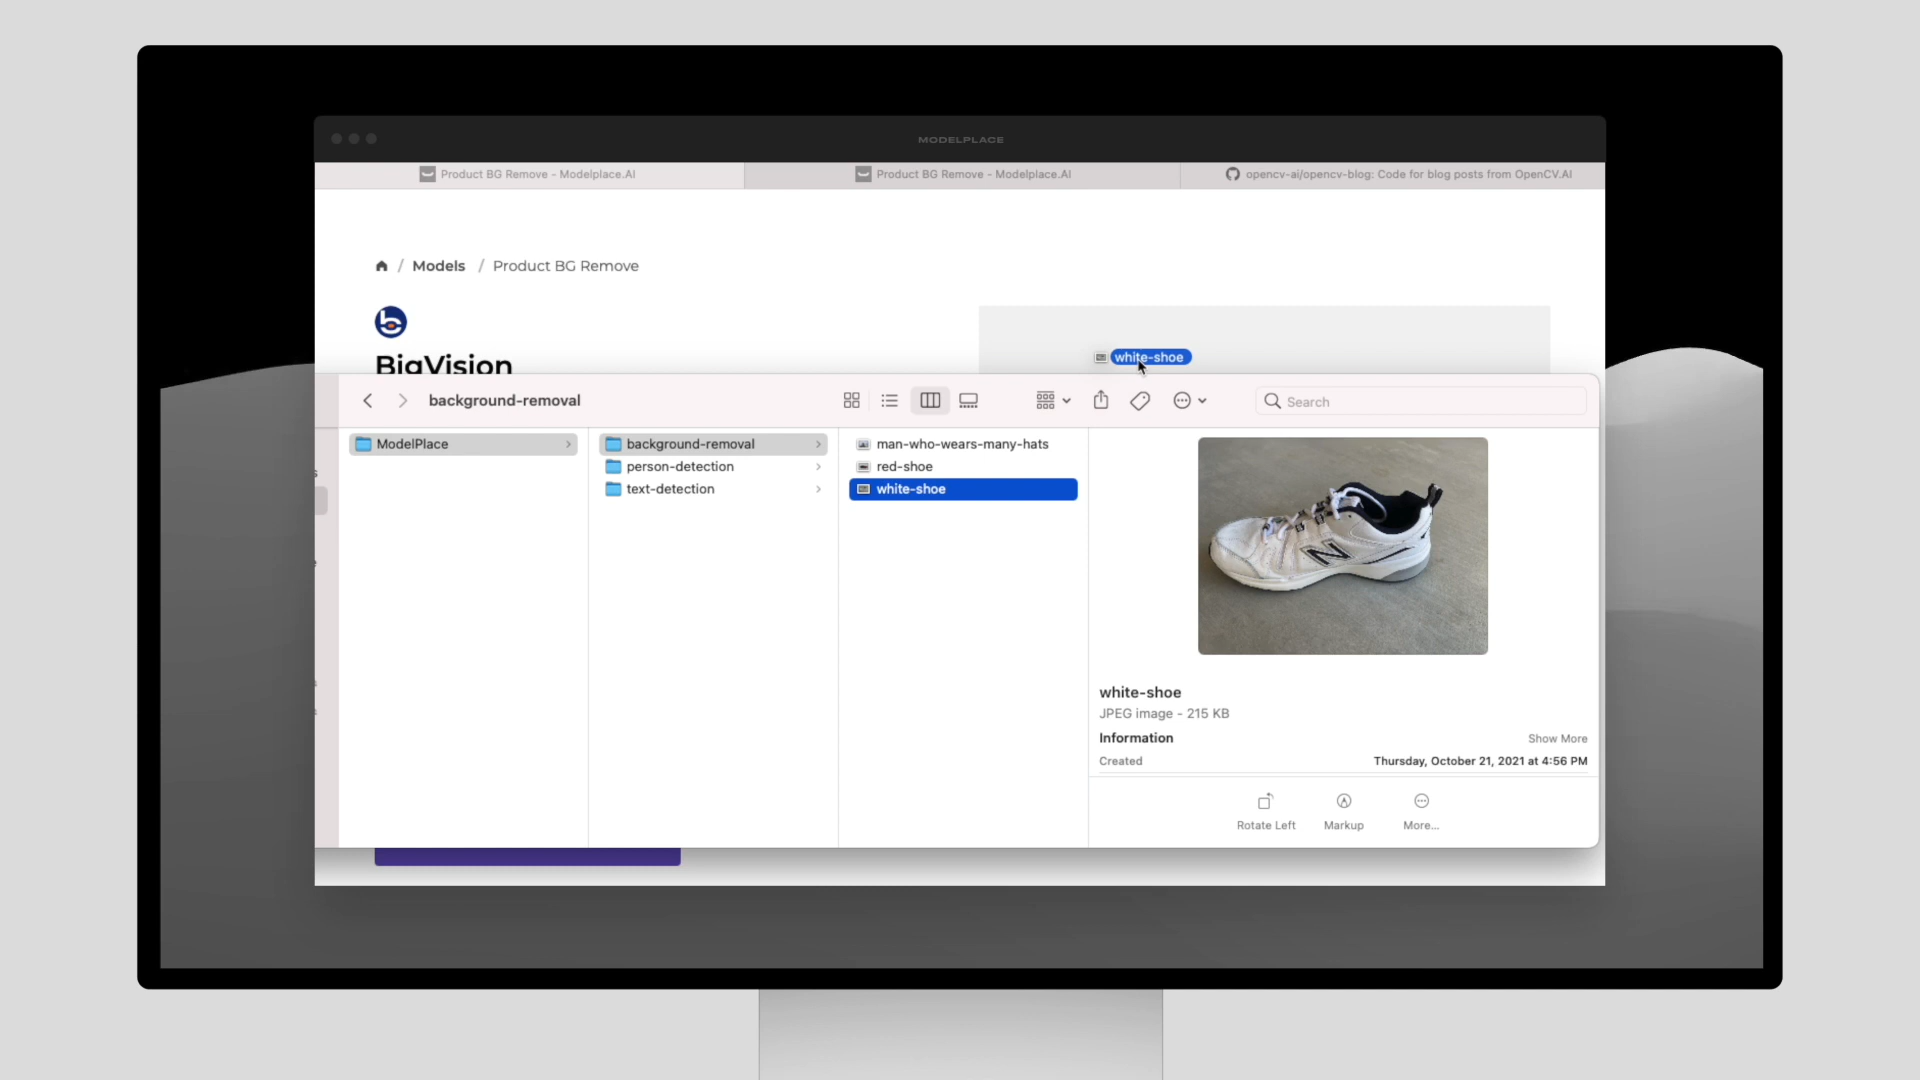 MODELPLACE
Product BG Remove - Modelplace.AI
Product BG Remove - Modelplace.AI
opencv-ai/opencv-blog: Code for blog posts from OpenCV.AI
/ Models / Product BG Remove
BigVision
white-shoe
background-removal
Search
ModelPlace
background-removal
person-detection
text-detection
man-who-wears-many-hats
red-shoe
white-shoe
N
white-shoe
JPEG image - 215 KB
Information
Show More
Created
Thursday, October 21, 2021 at 4:56 PM
Rotate Left
Markup
More...